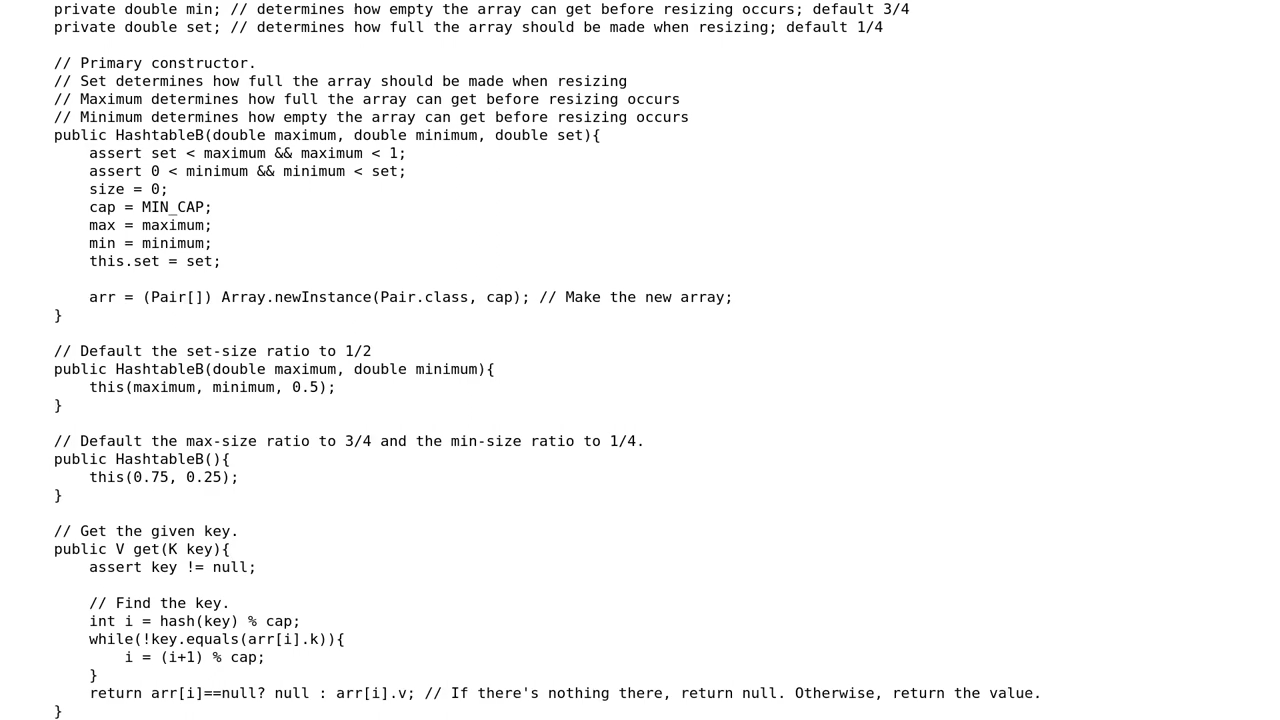 private double min; // determines how empty the array can get before resizing occurs; default 3/4
private double set; // determines how full the array should be made when resizing; default 1/4
// Primary constructor.
// Set determines how full the array should be made when resizing
// Maximum determines how full the array can get before resizing occurs
// Minimum determines how empty the array can get before resizing occurs
public HashtableB(double maximum, double minimum, double set){
    assert set < maximum && maximum < 1;
    assert 0 < minimum && minimum < set;
    size = 0;
    cap = MIN_CAP;
    max = maximum;
    min = minimum;
    this.set = set;
    arr = (Pair[]) Array.newInstance(Pair.class, cap); // Make the new array;
}
// Default the set-size ratio to 1/2
public HashtableB(double maximum, double minimum){
    this(maximum, minimum, 0.5);
}
// Default the max-size ratio to 3/4 and the min-size ratio to 1/4.
public HashtableB(){
    this(0.75, 0.25);
}
// Get the given key.
public V get(K key){
    assert key != null;
    // Find the key.
    int i = hash(key) % cap;
    while(!key.equals(arr[i].k)){
        i = (i+1) % cap;
    }
    return arr[i]==null? null : arr[i].v; // If there's nothing there, return null. Otherwise, return the value.
}